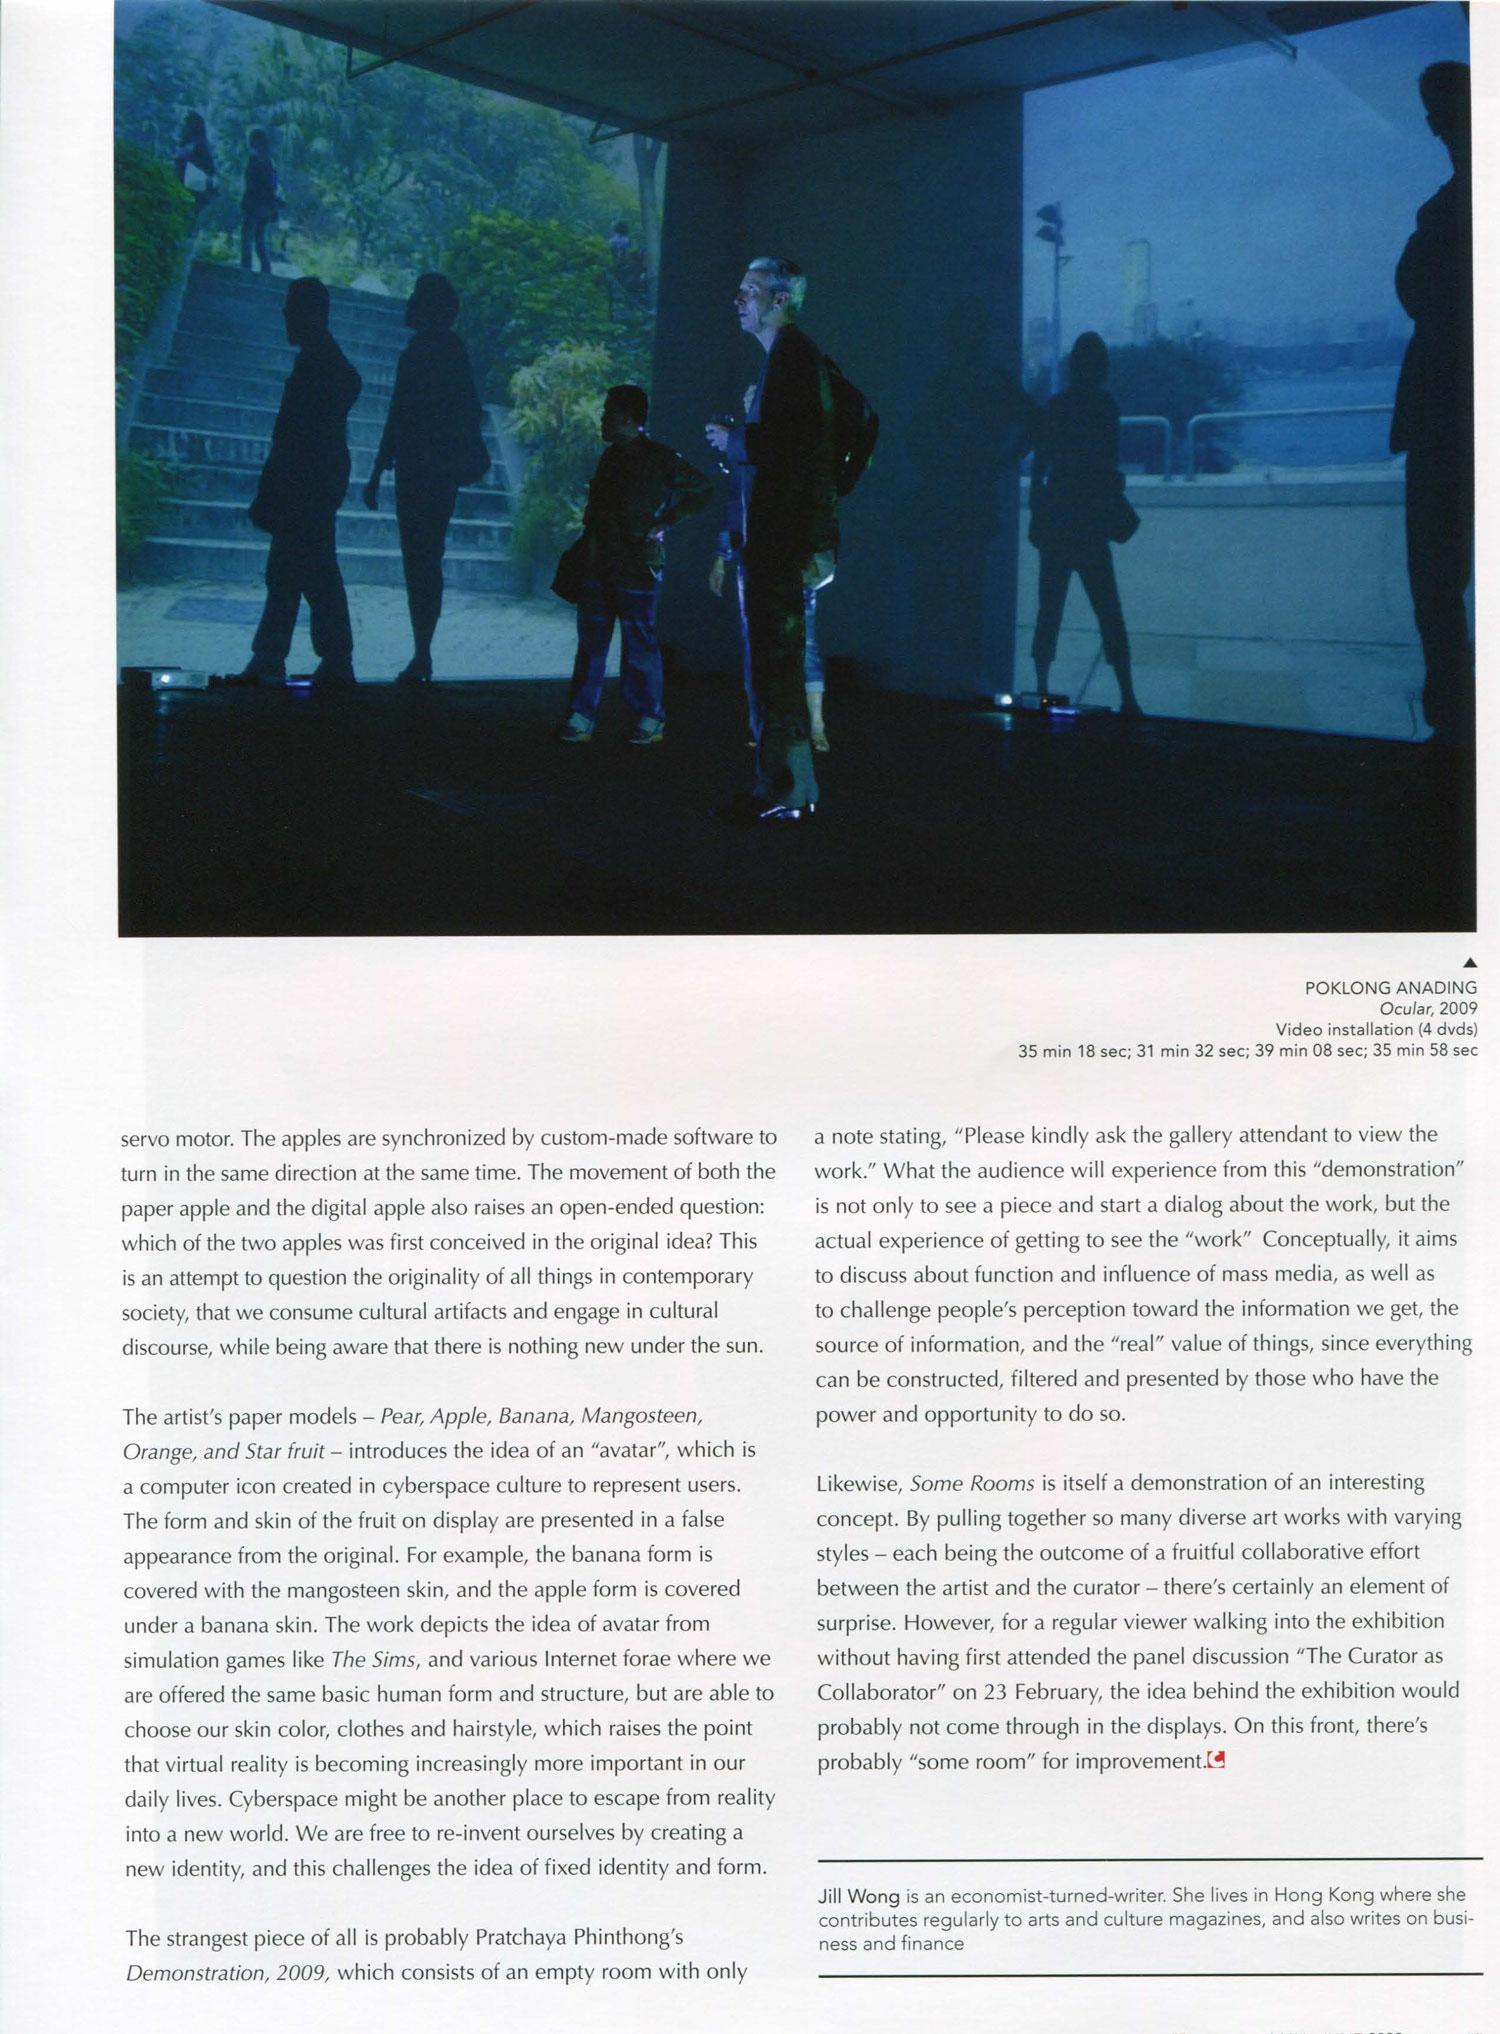 ▲
POKLONG ANADING
Ocular, 2009
Video installation (4 dvds)
35 min 18 sec; 31 min 32 sec; 39 min 08 sec; 35 min 58 sec
servo motor. The apples are synchronized by custom-made software to
turn in the same direction at the same time. The movement of both the
paper apple and the digital apple also raises an open-ended question:
which of the two apples was first conceived in the original idea? This
is an attempt to question the originality of all things in contemporary
society, that we consume cultural artifacts and engage in cultural
discourse, while being aware that there is nothing new under the sun.
The artist's paper models – Pear, Apple, Banana, Mangosteen,
Orange, and Star fruit – introduces the idea of an “avatar”, which is
a computer icon created in cyberspace culture to represent users.
The form and skin of the fruit on display are presented in a false
appearance from the original. For example, the banana form is
covered with the mangosteen skin, and the apple form is covered
under a banana skin. The work depicts the idea of avatar from
simulation games like The Sims, and various Internet forae where we
are offered the same basic human form and structure, but are able to
choose our skin color, clothes and hairstyle, which raises the point
that virtual reality is becoming increasingly more important in our
daily lives. Cyberspace might be another place to escape from reality
into a new world. We are free to re-invent ourselves by creating a
new identity, and this challenges the idea of fixed identity and form.
The strangest piece of all is probably Pratchaya Phinthong's
Demonstration, 2009, which consists of an empty room with only
a note stating, “Please kindly ask the gallery attendant to view the
work.” What the audience will experience from this “demonstration”
is not only to see a piece and start a dialog about the work, but the
actual experience of getting to see the “work” Conceptually, it aims
to discuss about function and influence of mass media, as well as
to challenge people's perception toward the information we get, the
source of information, and the “real” value of things, since everything
can be constructed, filtered and presented by those who have the
power and opportunity to do so.
Likewise, Some Rooms is itself a demonstration of an interesting
concept. By pulling together so many diverse art works with varying
styles – each being the outcome of a fruitful collaborative effort
between the artist and the curator – there's certainly an element of
surprise. However, for a regular viewer walking into the exhibition
without having first attended the panel discussion “The Curator as
Collaborator” on 23 February, the idea behind the exhibition would
probably not come through in the displays. On this front, there's
probably “some room” for improvement.
Jill Wong is an economist-turned-writer. She lives in Hong Kong where she
contributes regularly to arts and culture magazines, and also writes on busi-
ness and finance